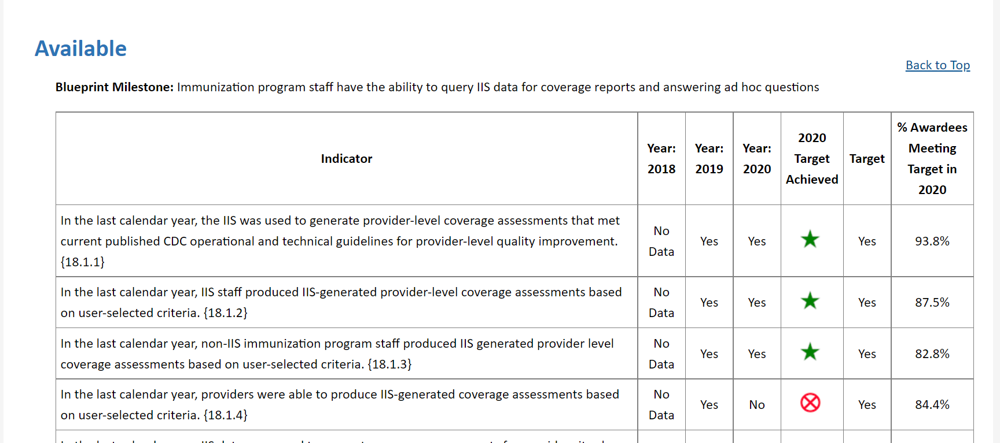 Available
Back to Top
Blueprint Milestone: Immunization program staff have the ability to query IIS data for coverage reports and answering ad hoc questions
Indicator
Year:
2018
Year:
2019
Year:
2020
2020
Target
Achieved
Target
% Awardees
Meeting
Target in
2020
In the last calendar year, the IIS was used to generate provider-level coverage assessments that met
current published CDC operational and technical guidelines for provider-level quality improvement.
{18.1.1}
No
Data
Yes
Yes
Yes
93.8%
In the last calendar year, IIS staff produced IIS-generated provider-level coverage assessments based
on user-selected criteria. {18.1.2}
No
Data
Yes
Yes
Yes
87.5%
In the last calendar year, non-IIS immunization program staff produced IIS generated provider level
coverage assessments based on user-selected criteria. {18.1.3}
No
Data
Yes
Yes
Yes
82.8%
In the last calendar year, providers were able to produce IIS-generated coverage assessments based
on user-selected criteria. {18.1.4}
No
Data
Yes
No
Yes
84.4%